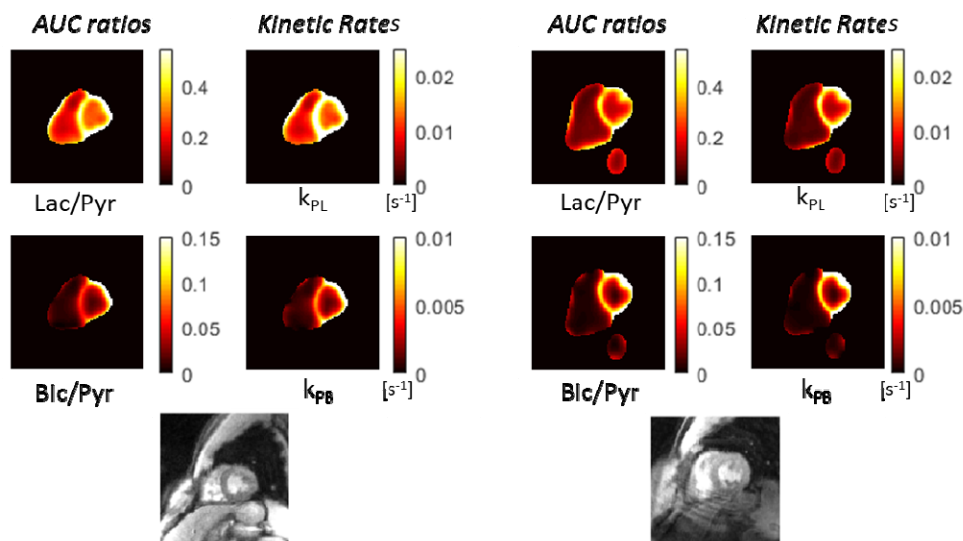 AUC ratios Kinetic Rates AUC ratios Kinetic Rates
0.4 0.02 0.4 0.02
0.2 0.01 0.2 0.01
0 0 0 0
Lac/Pyr kPL [s-1] Lac/Pyr kPL [s-1]
0.15 0.01 0.15 0.01
0.1 0.005 0.1 0.005
0.05 0.05
0 0 0 0
Bic/Pyr kPB [s-1] Bic/Pyr kPB [s-1]